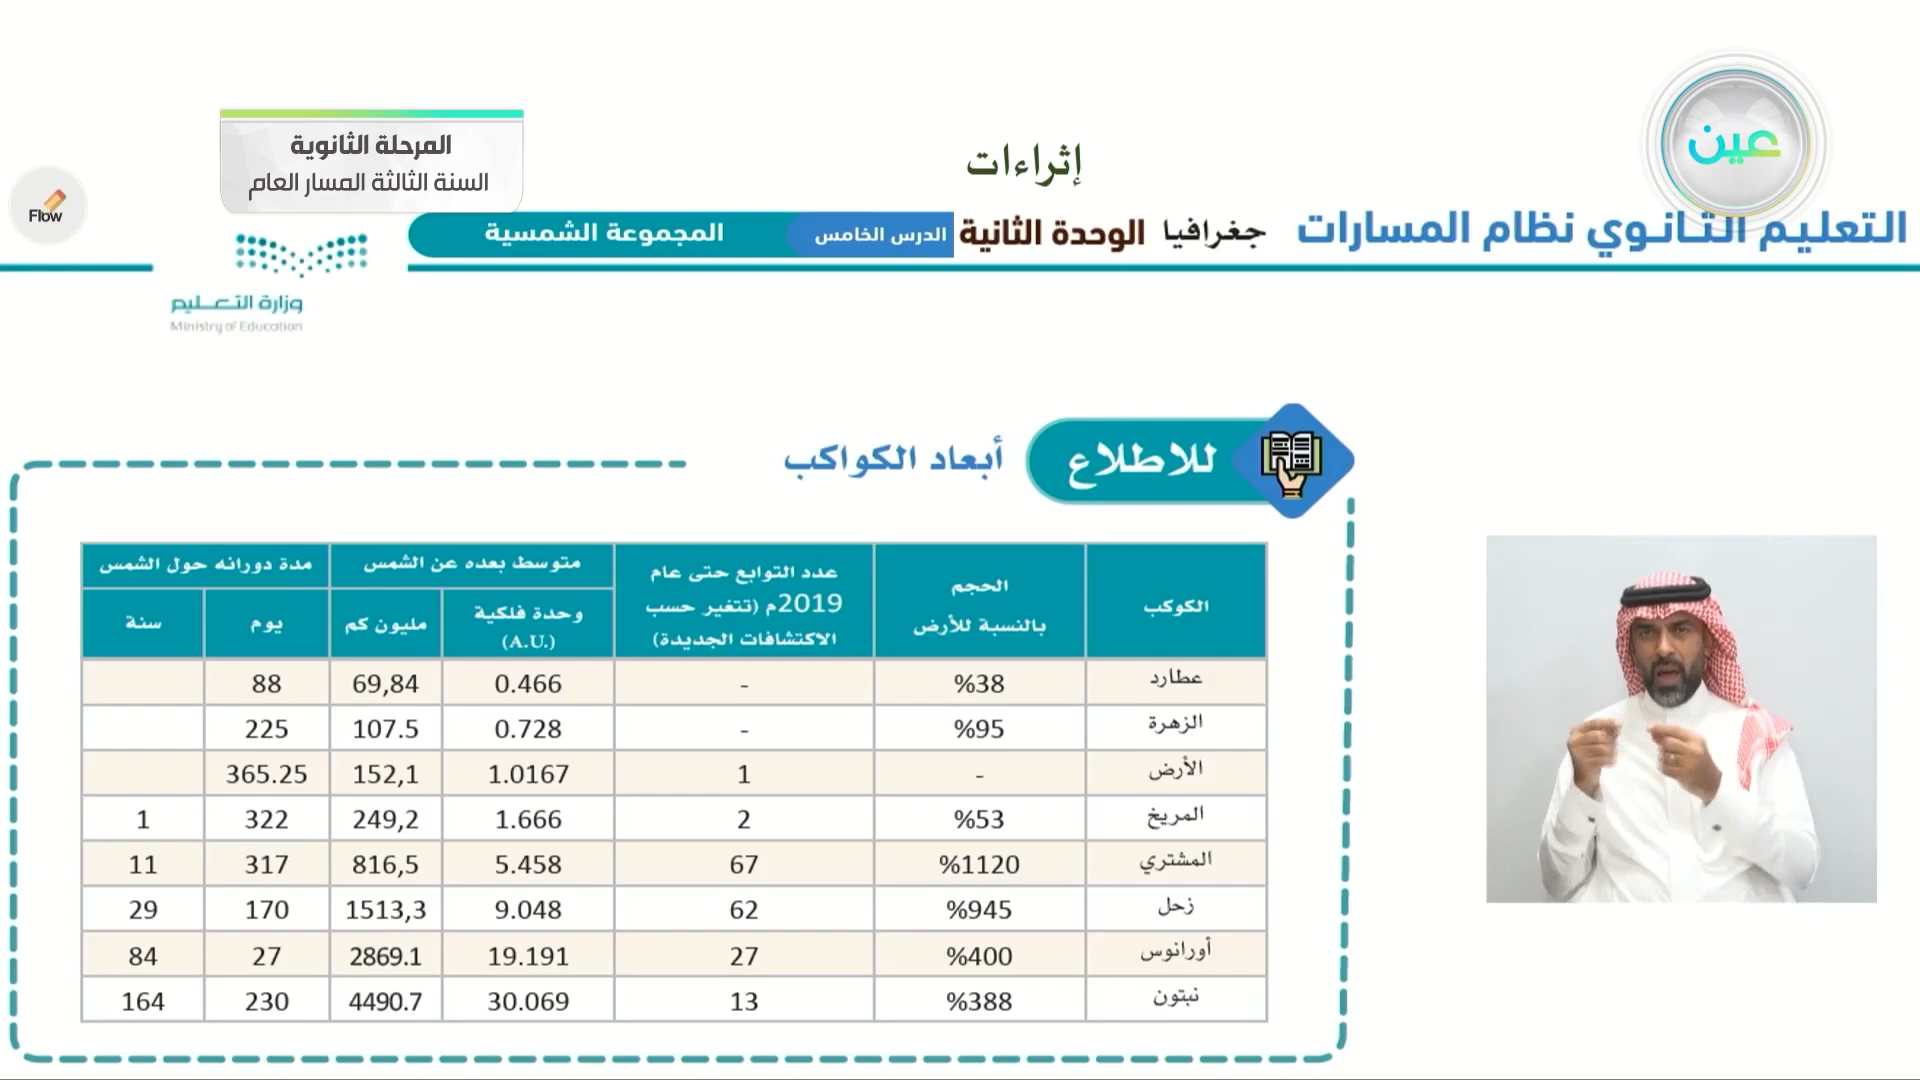 عين
المرحلة الثانوية
السنة الثالثة المسار العام
إثراءات
Flow
التعليم الثانوي نظام المسارات جغرافيا الوحدة الثانية الدرس الخامس المجموعة الشمسية
وزارة التعليم
Ministry of Education
للاطلاع أبعاد الكواكب
الكوكب الحجم بالنسبة للأرض عدد التوابع حتى عام 2019م (تتغير حسب الاكتشافات الجديدة) متوسط بعده عن الشمس مدة دورانه حول الشمس
وحدة فلكية (A.U.) مليون كم يوم سنة
عطارد %38 - 0.466 69,84 88
الزهرة %95 - 0.728 107.5 225
الأرض - 1 1.0167 152,1 365.25
المريخ %53 2 1.666 249,2 322 1
المشتري %1120 67 5.458 816,5 317 11
زحل %945 62 9.048 1513,3 170 29
أورانوس %400 27 19.191 2869.1 27 84
نبتون %388 13 30.069 4490.7 230 164